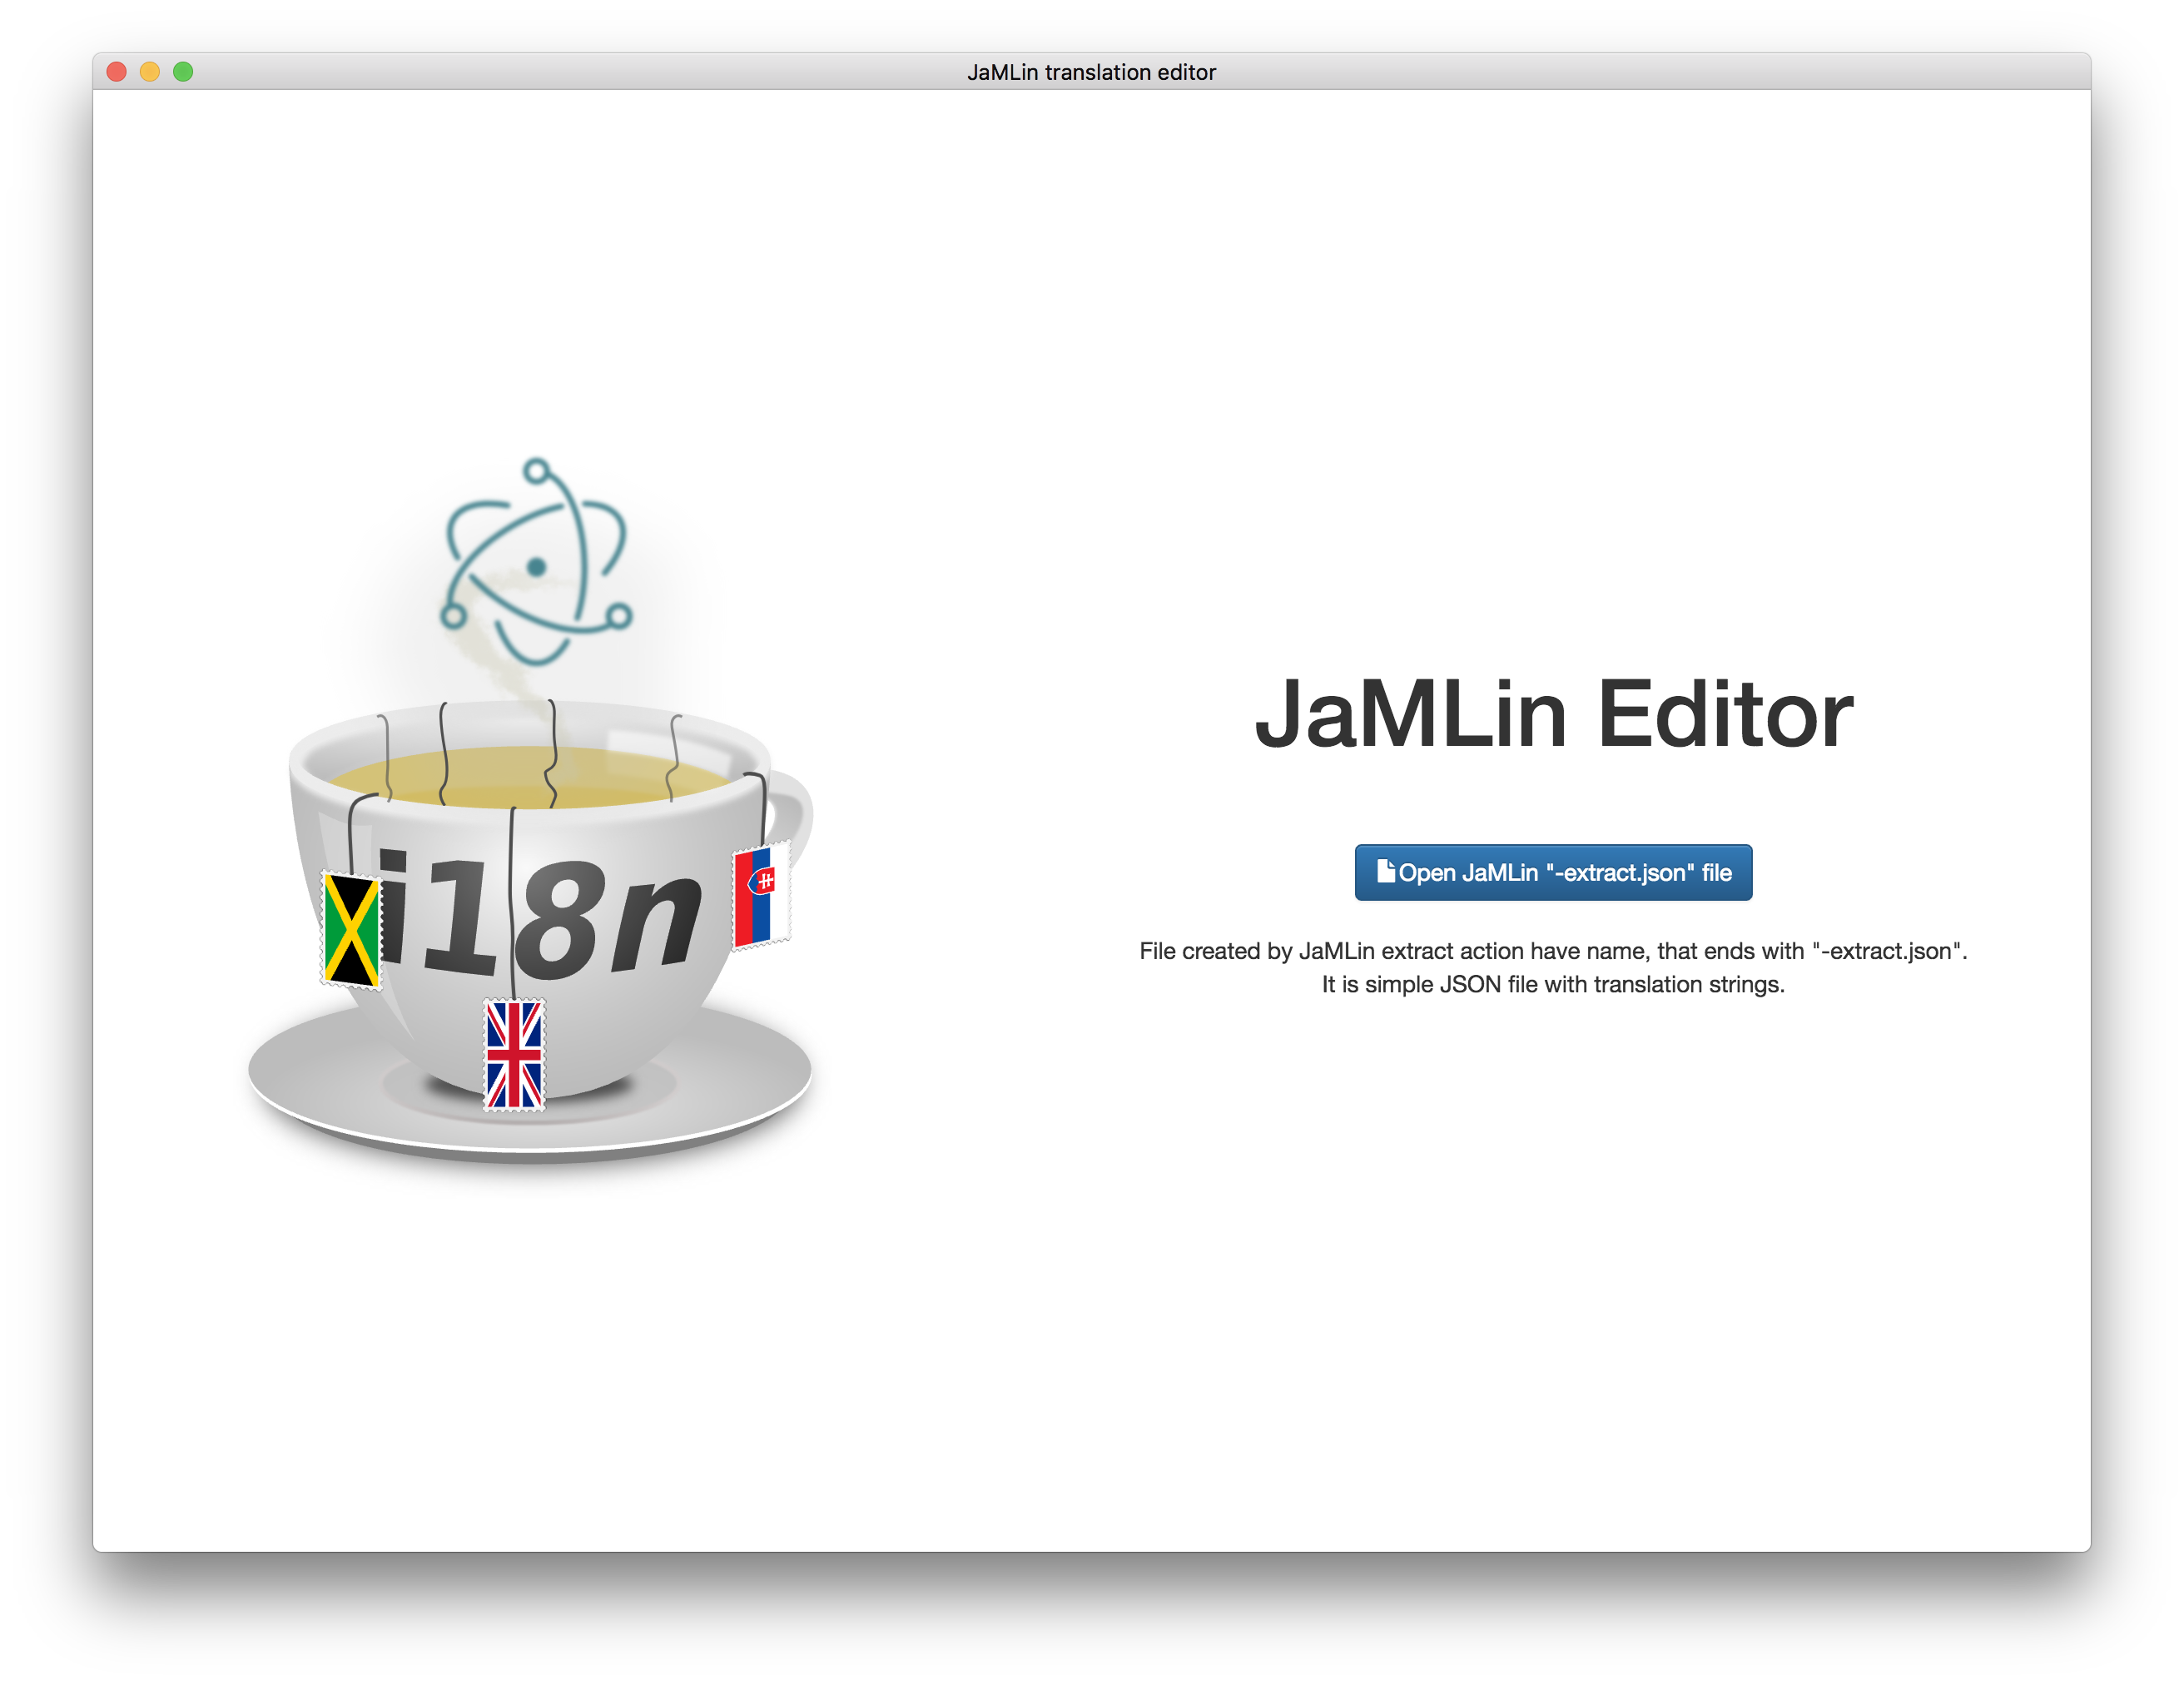 JaMLin translation editor
i18n
JaMLin Editor
Open JaMLin "-extract.json" file
File created by JaMLin extract action have name, that ends with "-extract.json".
It is simple JSON file with translation strings.